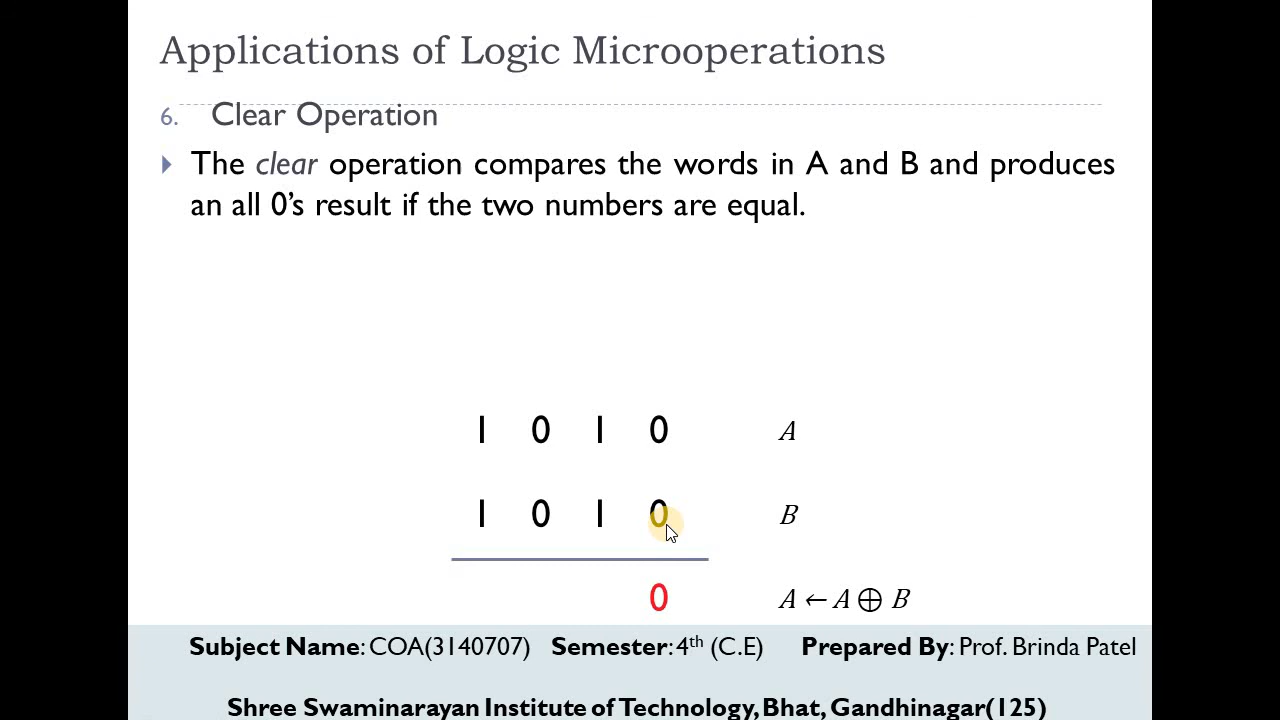 Applications of Logic Microoperations
6. Clear Operation
The clear operation compares the words in A and B and produces
an all 0's result if the two numbers are equal.
1 0 1 0 A
1 0 1 0 B
0 A ← A ⊕ B
Subject Name: COA(3140707) Semester: 4th (C.E) Prepared By: Prof. Brinda Patel
Shree Swaminarayan Institute of Technology, Bhat, Gandhinagar(125)